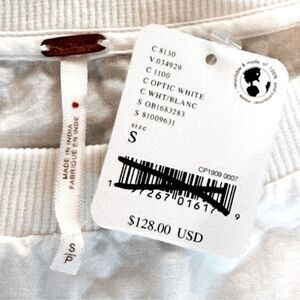 C 8130
V 034929
C 1100
C OPTIC WHITE
C WHT/BLANC
S OB1683283
S 81009631
size
S
CP1909 0007
$128.00 USD
MADE IN INDIA
FABRIQUÉ EN INDE
S/P